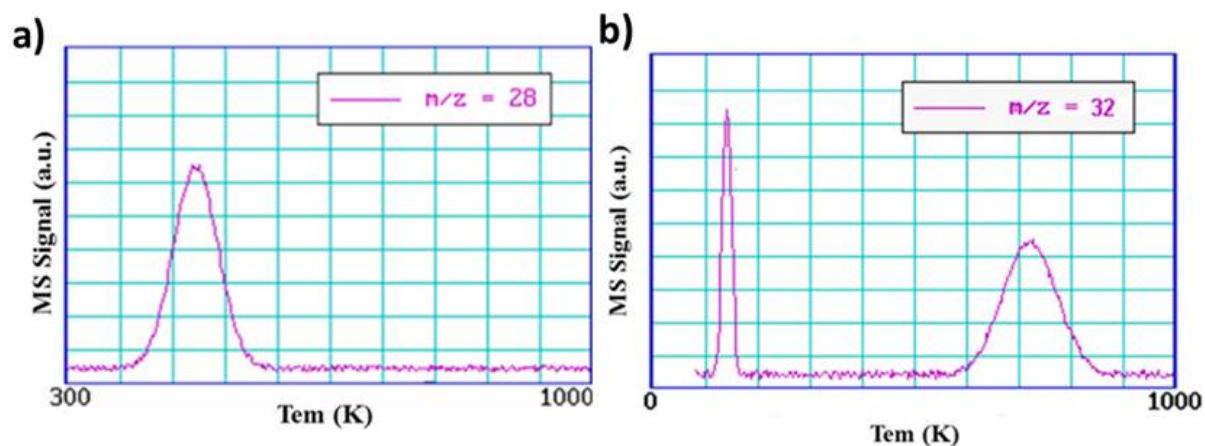 a)
m/z = 28
MS Signal (a.u.)
300
1000
Tem (K)
b)
m/z = 32
MS Signal (a.u.)
0
1000
Tem (K)